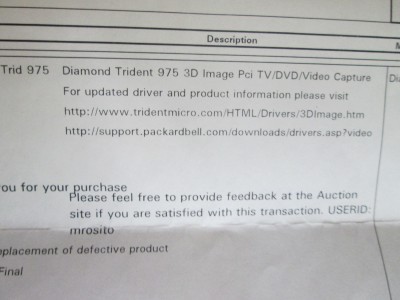 Description
Trid 975 Diamond Trident 975 3D Image Pci TV/DVD/Video Capture
For updated driver and product information please visit
http://www.tridentmicro.com/HTML/Drivers/3DImage.htm
http://support.packardbell.com/downloads/drivers.asp?video
ou for your purchase
Please feel free to provide feedback at the Auction
site if you are satisfied with this transaction. USERID:
mrosito
eplacement of defective product
Final